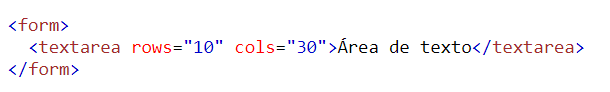 <form>
<textarea rows="10" cols="30">Área de texto</textarea>
</form>